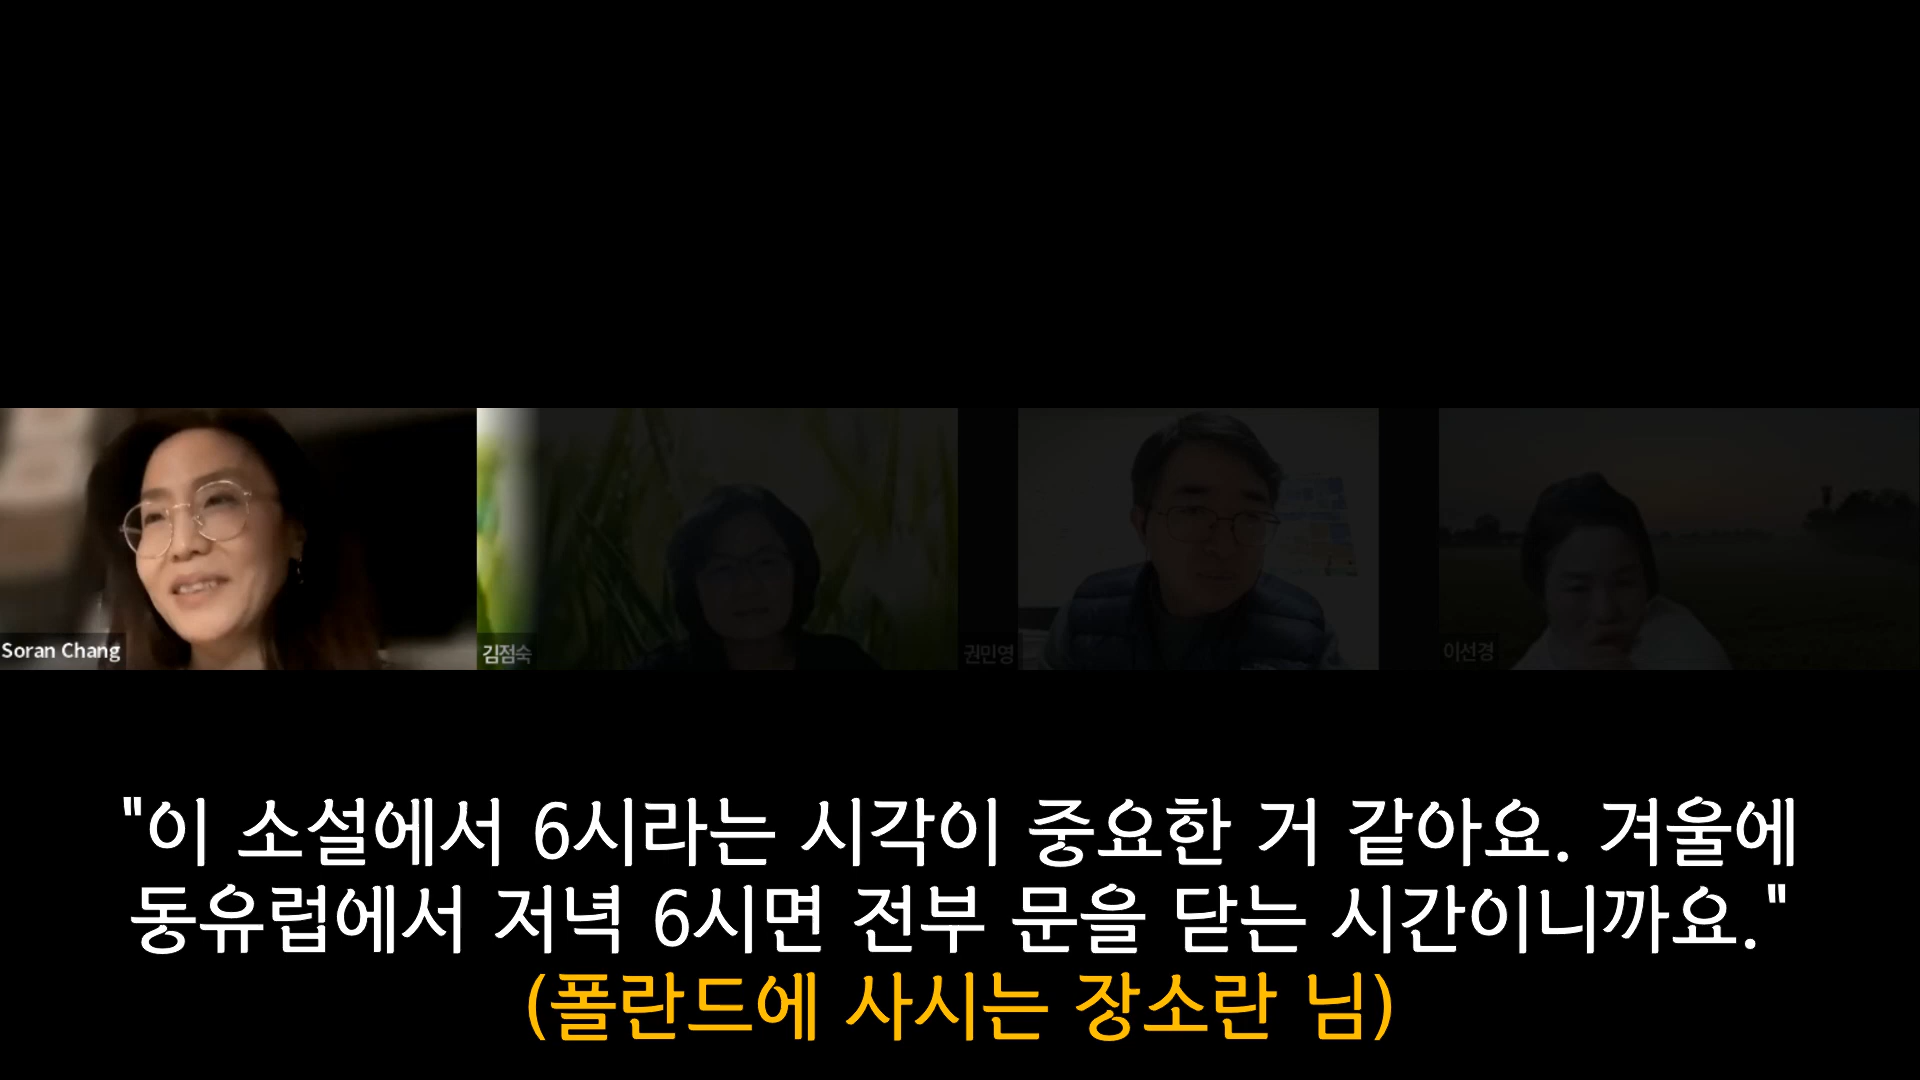 Soran Chang
김점숙
권민영
이선경
"이 소설에서 6시라는 시각이 중요한 거 같아요. 겨울에
동유럽에서 저녁 6시면 전부 문을 닫는 시간이니까요."
(폴란드에 사시는 장소란 님)